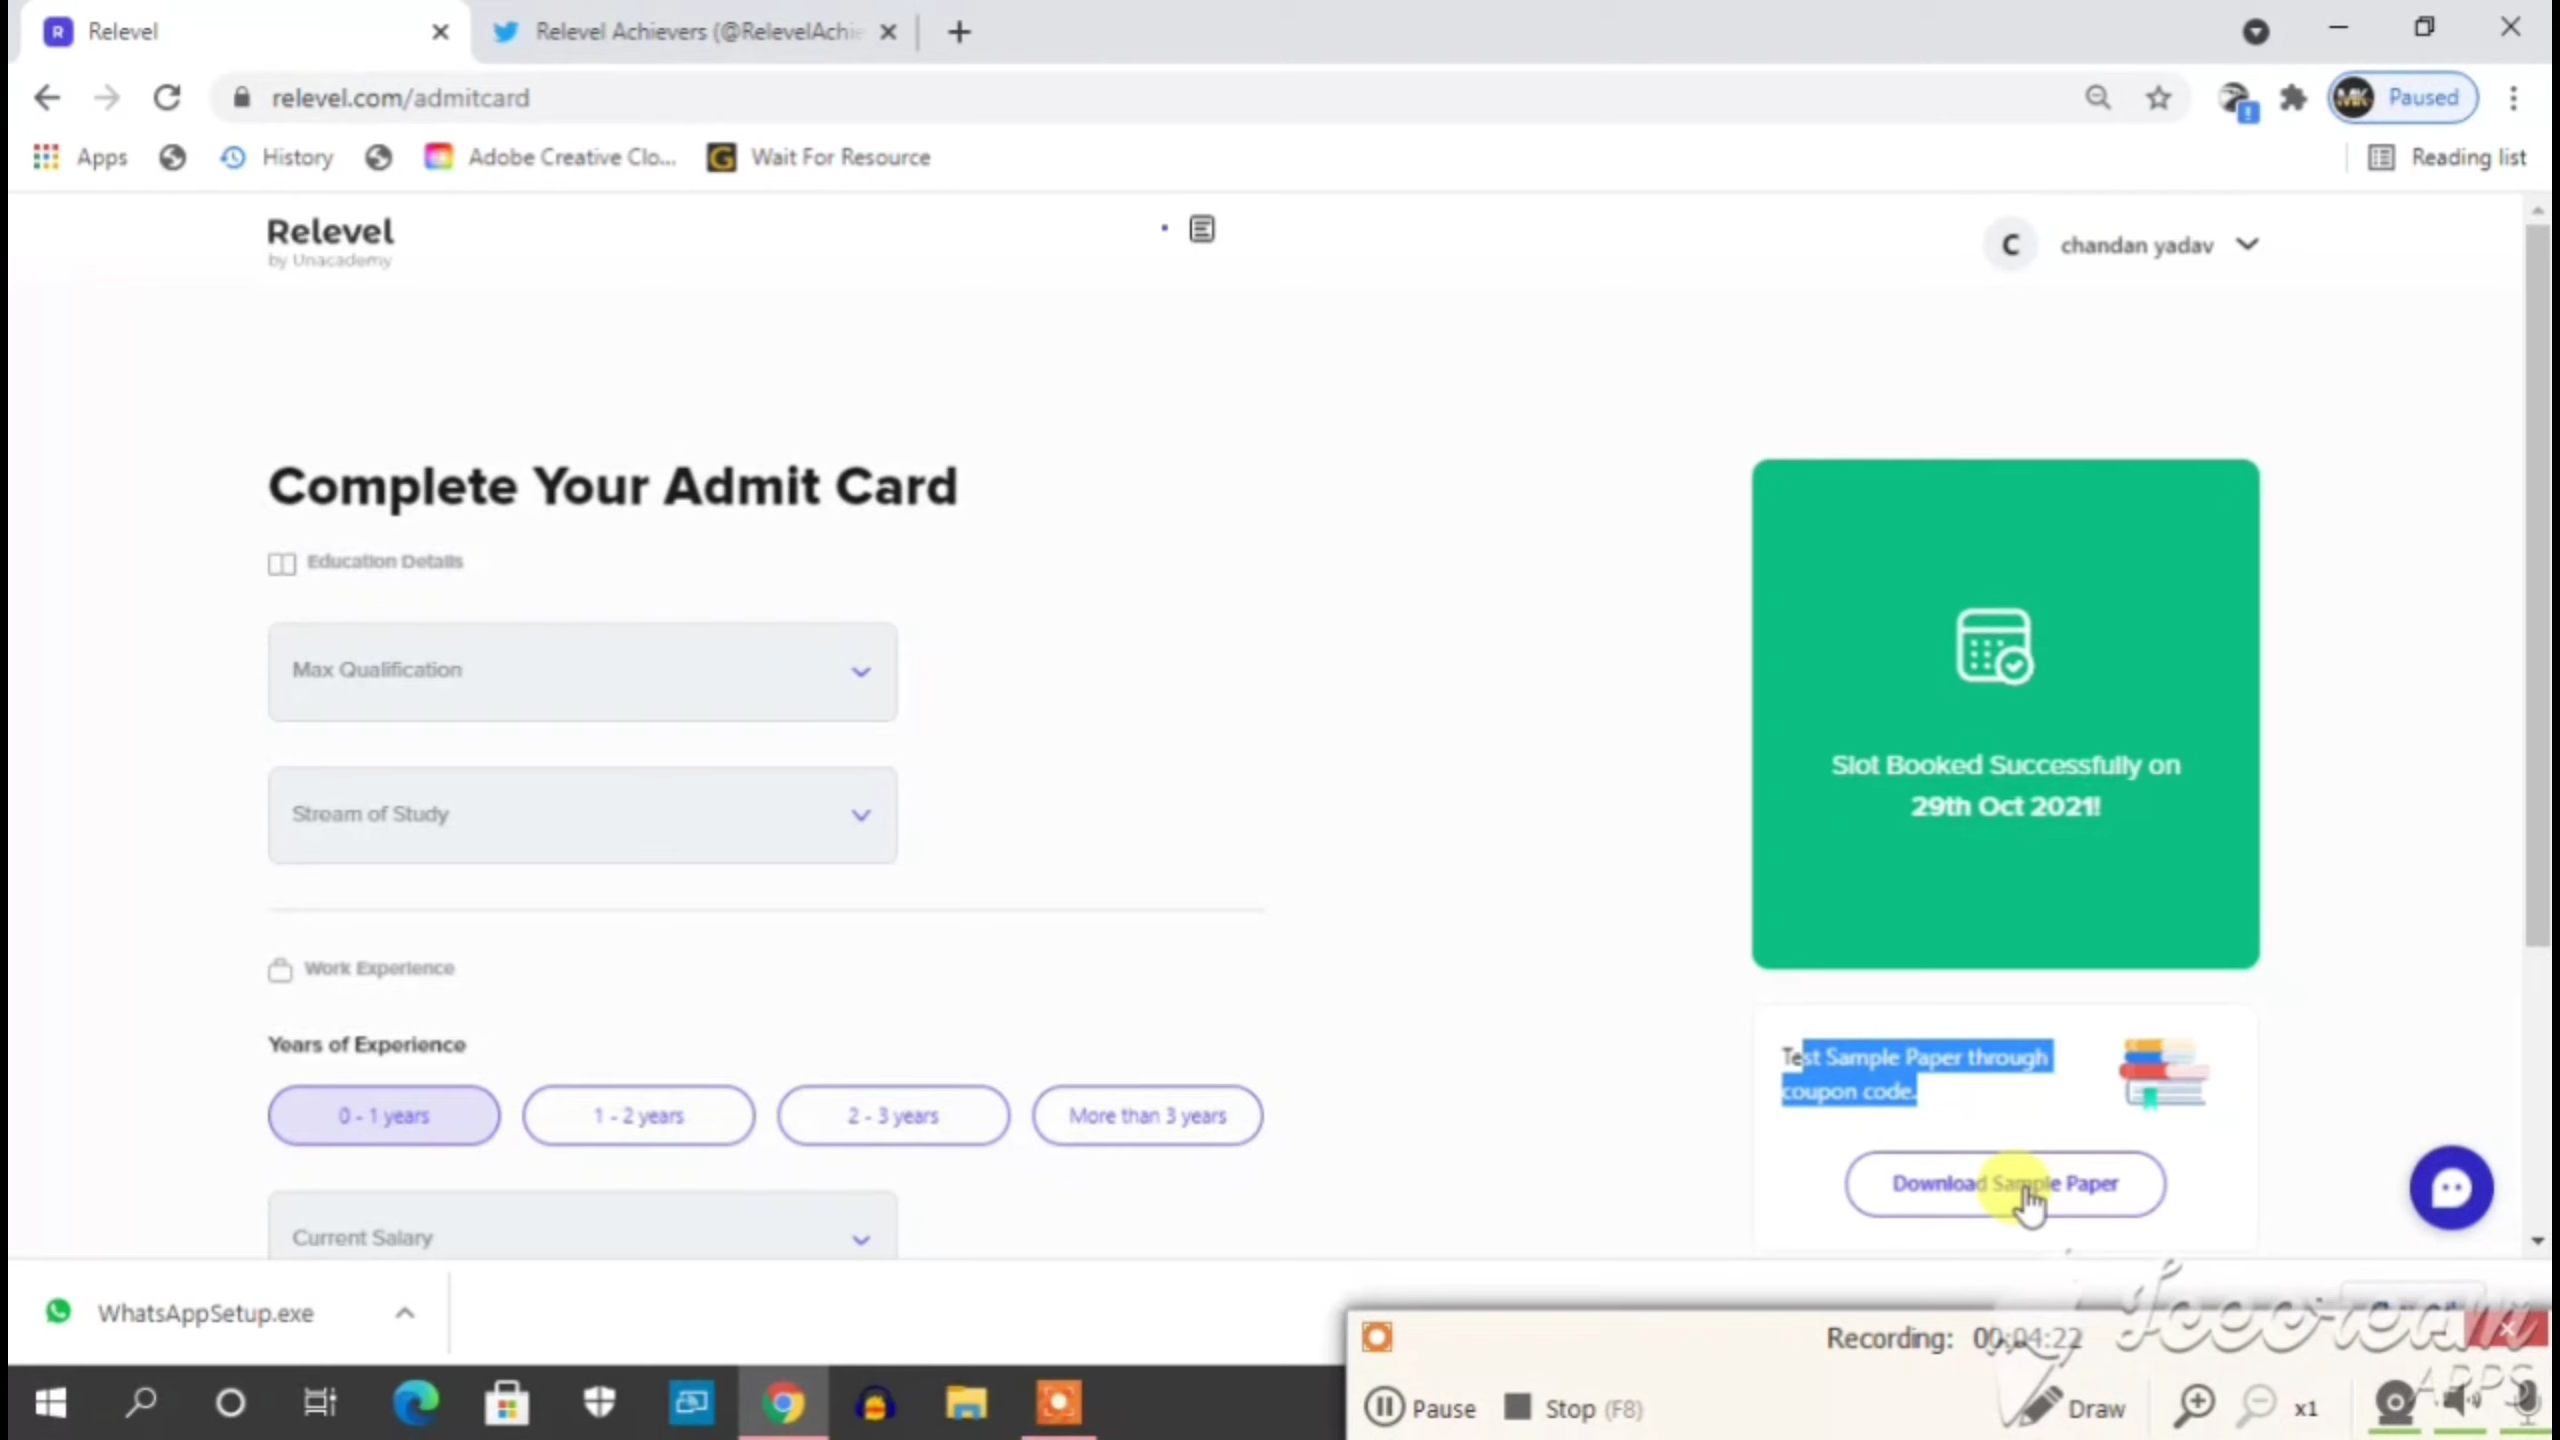 R Relevel
Relevel Achievers (@RelevelAchie
relevel.com/admitcard
MK Paused
Apps
History
Adobe Creative Clo...
G Wait For Resource
Reading list
Relevel
by Unacademy
C chandan yadav
Complete Your Admit Card
Education Details
Max Qualification
Stream of Study
Slot Booked Successfully on
29th Oct 2021!
Work Experience
Years of Experience
0 - 1 years
1 - 2 years
2 - 3 years
More than 3 years
Test Sample Paper through
coupon code.
Download Sample Paper
Current Salary
WhatsAppSetup.exe
Recording: 00:04:22
Pause
Stop (F8)
Draw
x1
APPS